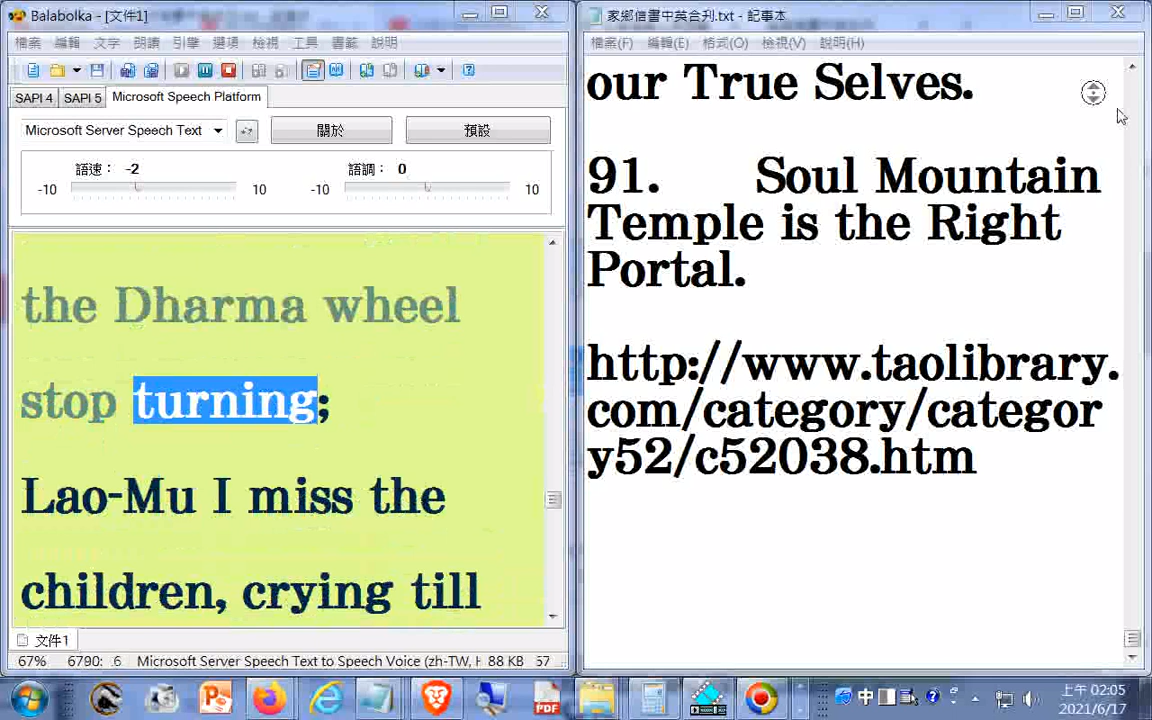 Balabolka - [文件1]
檔案 編輯 文字 朗讀 引擎 選項 檢視 工具 書籤 說明
SAPI 4 SAPI 5 Microsoft Speech Platform
Microsoft Server Speech Text 關於 預設
語速： -2 語調： 0
-10 10 -10 10
the Dharma wheel
stop turning;
Lao-Mu I miss the
children, crying till
文件1
67% 6790: .6 Microsoft Server Speech Text to Speech Voice (zh-TW, H 88 KB 57
家鄉信書中英合刋.txt - 記事本
檔案(F) 編輯(E) 格式(O) 檢視(V) 說明(H)
our True Selves.
91. Soul Mountain
Temple is the Right
Portal.
http://www.taolibrary.
com/category/categor
y52/c52038.htm
中
上午 02:05
2021/6/17